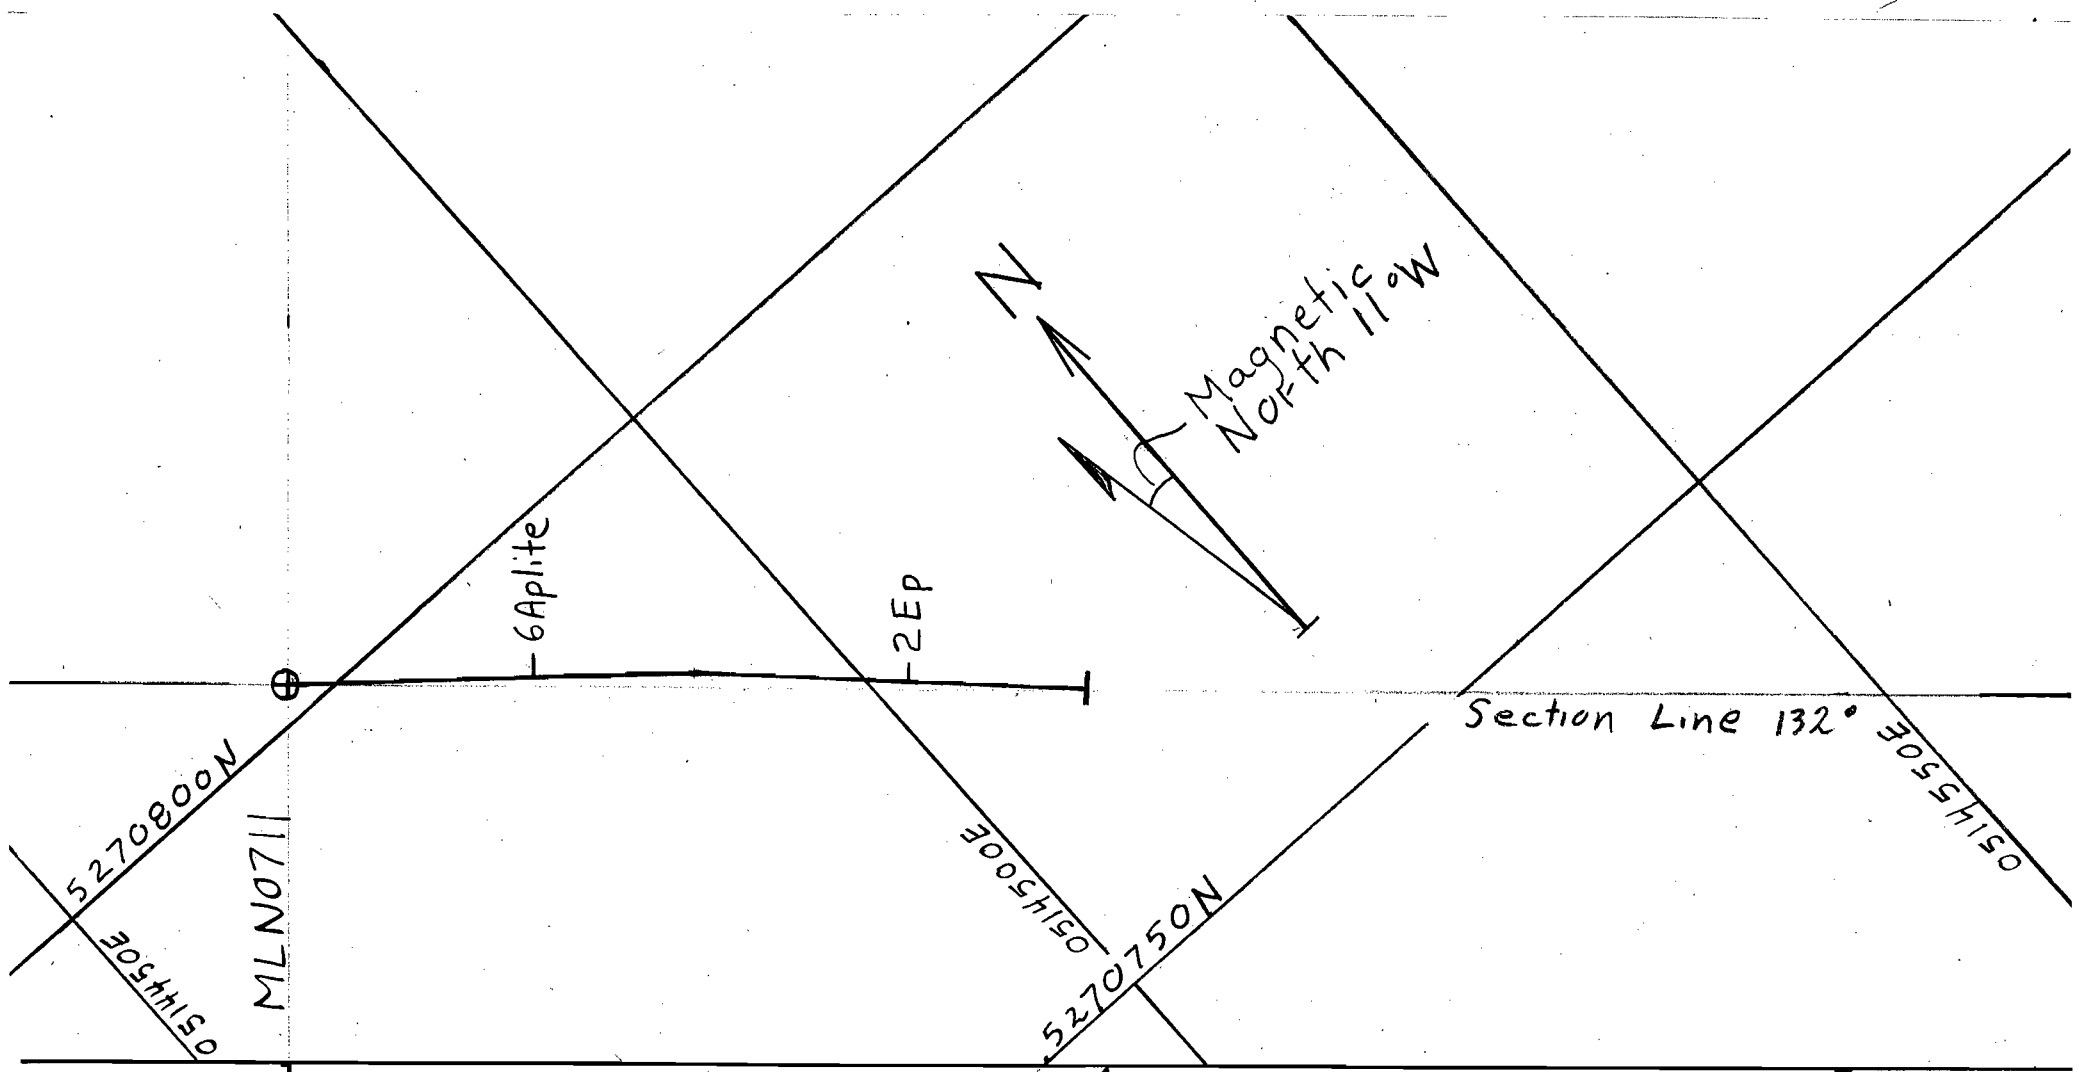 N
Magnetic
North 11°W
6Aplite
2Ep
Section Line 132°
5270800N
MLN0711
0514450E
0514500E
5270750N
0514550E